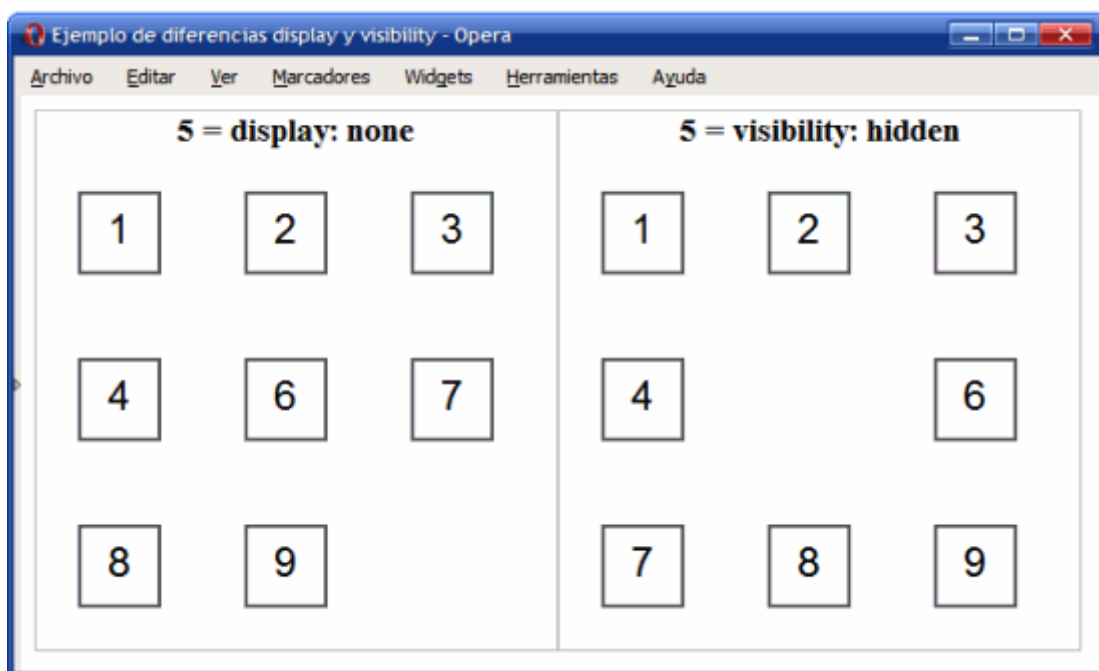 Ejemplo de diferencias display y visibility - Opera
Archivo Editar Ver Marcadores Widgets Herramientas Ayuda
5 = display: none
1 2 3
4 6 7
8 9
5 = visibility: hidden
1 2 3
4 6
7 8 9